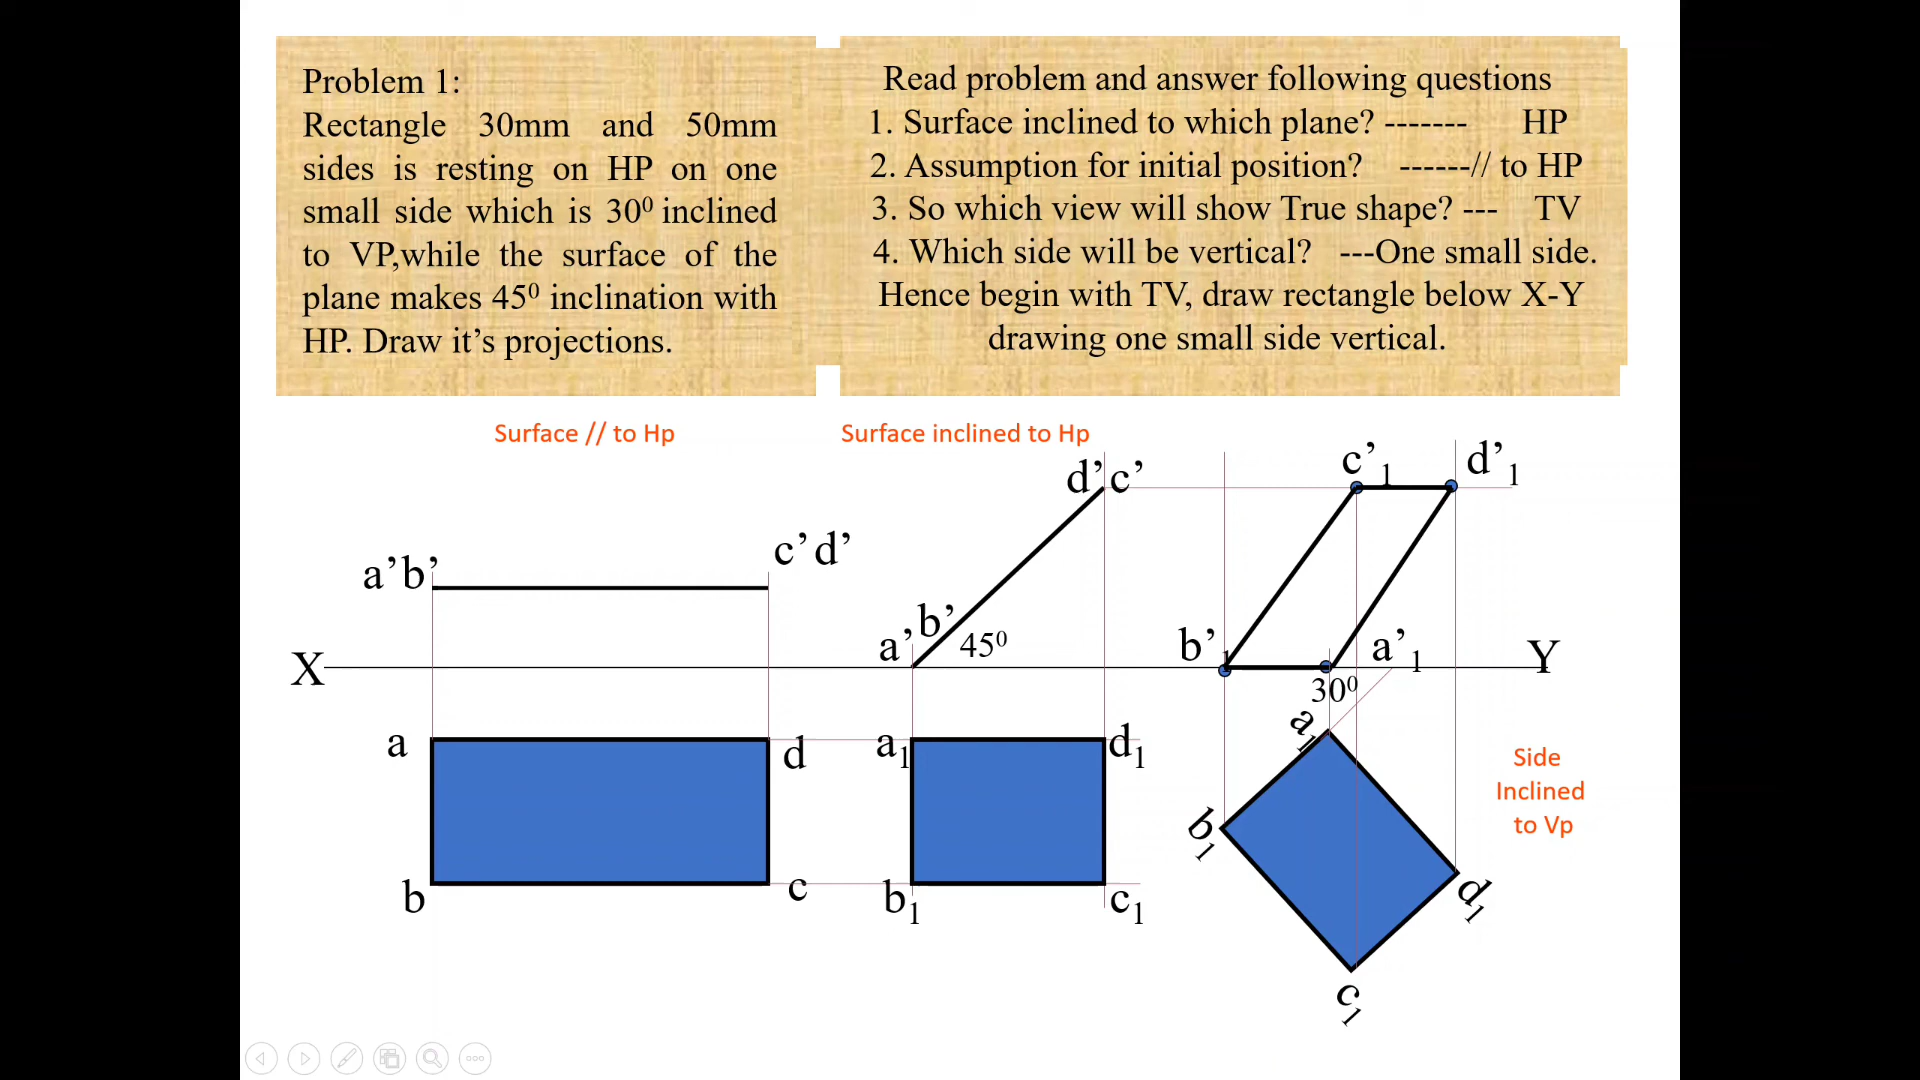 Problem 1:
Rectangle 30mm and 50mm
sides is resting on HP on one
small side which is 30⁰ inclined
to VP,while the surface of the
plane makes 45⁰ inclination with
HP. Draw it’s projections.
Read problem and answer following questions
1. Surface inclined to which plane? ------- HP
2. Assumption for initial position? ------// to HP
3. So which view will show True shape? --- TV
4. Which side will be vertical? ---One small side.
Hence begin with TV, draw rectangle below X-Y
drawing one small side vertical.
Surface // to Hp
Surface inclined to Hp
c’₁ d’₁
d’c’
c’d’
a’b’
a’b’ 45⁰
b’₁ a’₁
X Y
30⁰
a d
a₁ d₁
a₁
Side
Inclined
to Vp
b₁
b c
b₁ c₁
d₁
c₁